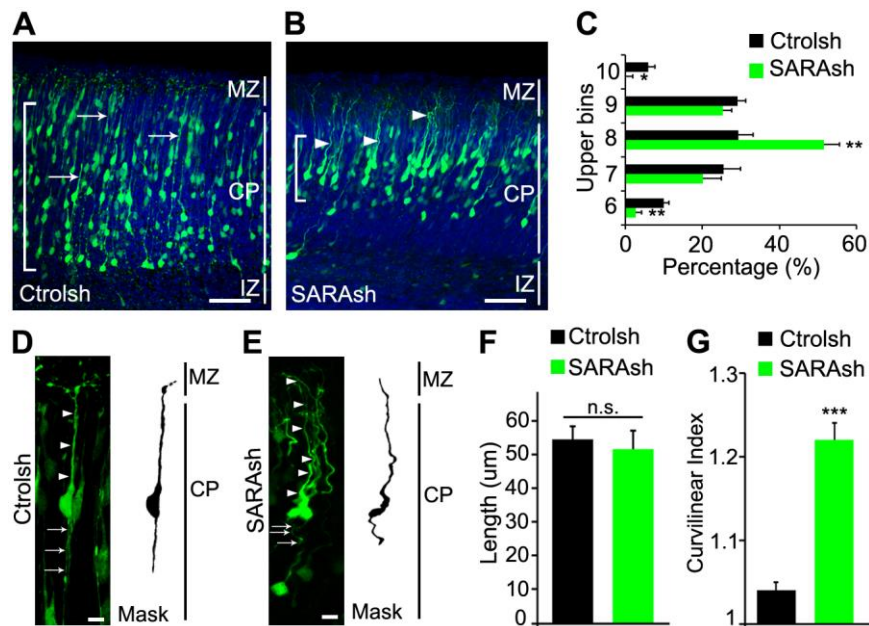 A
MZ
CP
IZ
Ctrolsh
B
MZ
CP
IZ
SARAsh
C
Ctrolsh
SARAsh
Upper bins
10
*
9
8
**
7
6
**
0
20
40
60
Percentage (%)
D
Ctrolsh
MZ
CP
Mask
E
SARAsh
MZ
CP
Mask
F
Ctrolsh
SARAsh
Length (um)
n.s.
60
50
40
30
20
10
0
G
Ctrolsh
SARAsh
Curvilinear Index
1.3
***
1.2
1.1
1